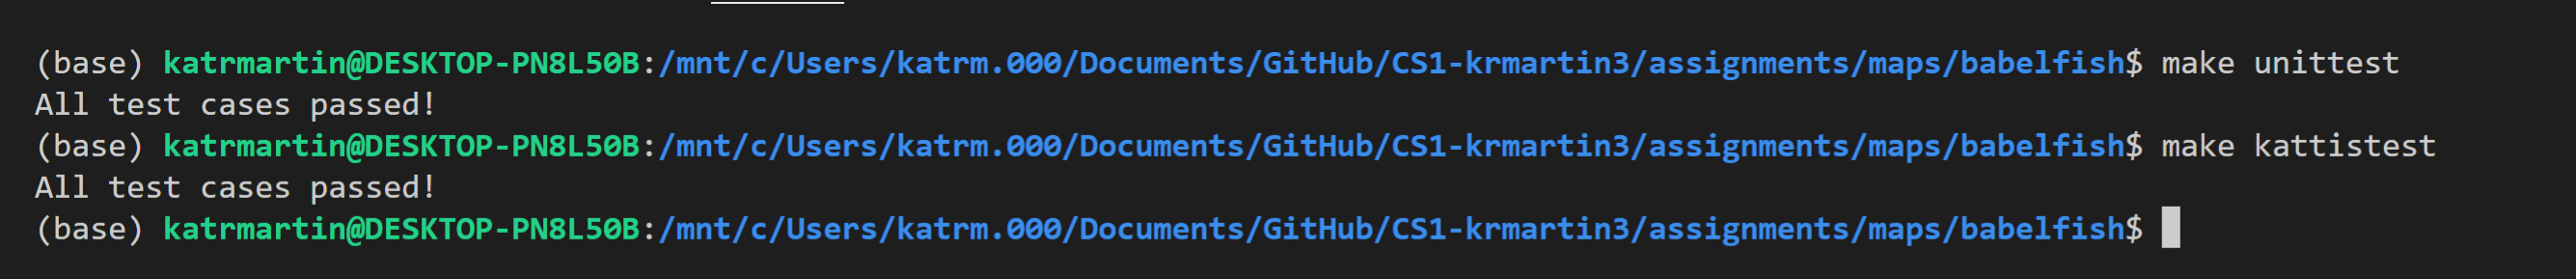 (base) katrmartin@DESKTOP-PN8L50B:/mnt/c/Users/katrm.000/Documents/GitHub/CS1-krmartin3/assignments/maps/babelfish$ make unittest
All test cases passed!
(base) katrmartin@DESKTOP-PN8L50B:/mnt/c/Users/katrm.000/Documents/GitHub/CS1-krmartin3/assignments/maps/babelfish$ make kattistest
All test cases passed!
(base) katrmartin@DESKTOP-PN8L50B:/mnt/c/Users/katrm.000/Documents/GitHub/CS1-krmartin3/assignments/maps/babelfish$